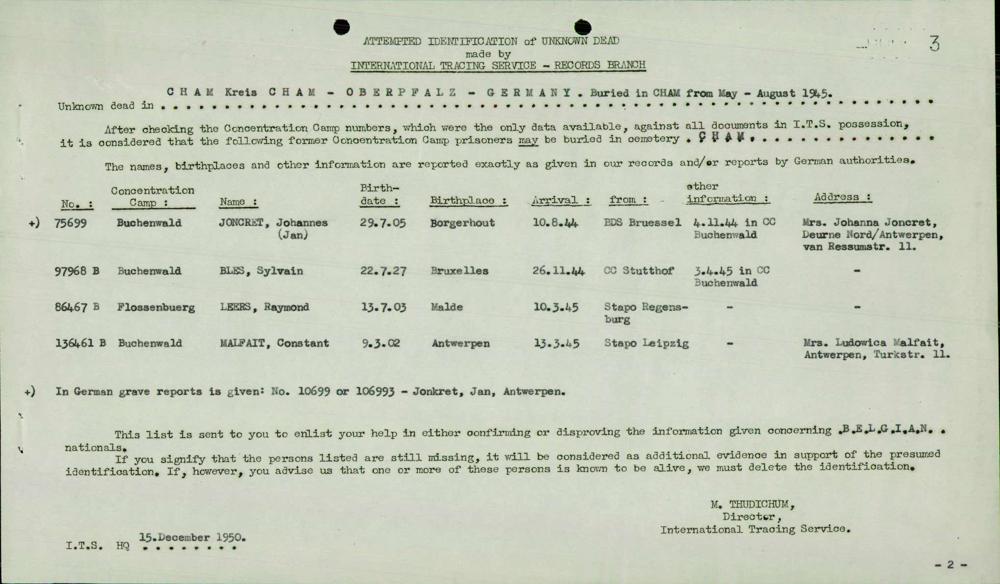 3
ATTEMPTED IDENTIFICATION of UNKNOWN DEAD
made by
INTERNATIONAL TRACING SERVICE - RECORDS BRANCH
CHAM Kreis CHAM - OBERPFALZ - GERMANY. Buried in CHAM from May - August 1945.
Unknown dead in . . . . . . . . . . . . . . . . . . . . . . . . . . . . . .
After checking the Concentration Camp numbers, which were the only data available, against all documents in I.T.S. possession,
it is considered that the following former Concentration Camp prisoners may be buried in cemetery . CHAM. . . . . . . . . . . . . . .
The names, birthplaces and other information are reported exactly as given in our records and/or reports by German authorities.
No. : Concentration Camp : Name : Birth-date : Birthplace : Arrival : from : - other information : Address :
+) 75699 Buchenwald JONCRET, Johannes 29.7.05 Borgerhout 10.8.44 BDS Bruessel 4.11.44 in CC Mrs. Johanna Joncret,
(Jan) Buchenwald Deurne Nord/Antwerpen,
van Ressumstr. 11.
97968 B Buchenwald BLES, Sylvain 22.7.27 Bruxelles 26.11.44 CC Stutthof 3.4.45 in CC -
Buchenwald
86467 B Flossenbuerg LEERS, Raymond 13.7.03 Malde 10.3.45 Stapo Regens- - -
burg
136461 B Buchenwald MALFAIT, Constant 9.3.02 Antwerpen 13.3.45 Stapo Leipzig - Mrs. Ludowica Malfait,
Antwerpen, Turkstr. 11.
+) In German grave reports is given: No. 10699 or 106993 - Jonkret, Jan, Antwerpen.
This list is sent to you to enlist your help in either confirming or disproving the information given concerning .B.E.L.G.I.A.N. .
nationals.
If you signify that the persons listed are still missing, it will be considered as additional evidence in support of the presumed
identification. If, however, you advise us that one or more of these persons is known to be alive, we must delete the identification.
M. THUDICHUM,
Director,
International Tracing Service.
I.T.S. HQ 15.December 1950.
- 2 -